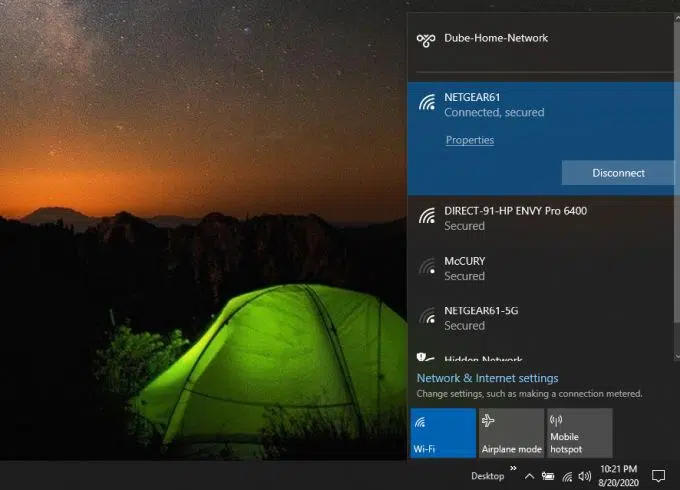 Dube-Home-Network
NETGEAR61
Connected, secured
Properties
Disconnect
DIRECT-91-HP ENVY Pro 6400
Secured
McCURY
Secured
NETGEAR61-5G
Secured
Hidden Network
Network & Internet settings
Change settings, such as making a connection metered.
Wi-Fi
Airplane mode
Mobile
hotspot
Desktop
10:21 PM
8/20/2020